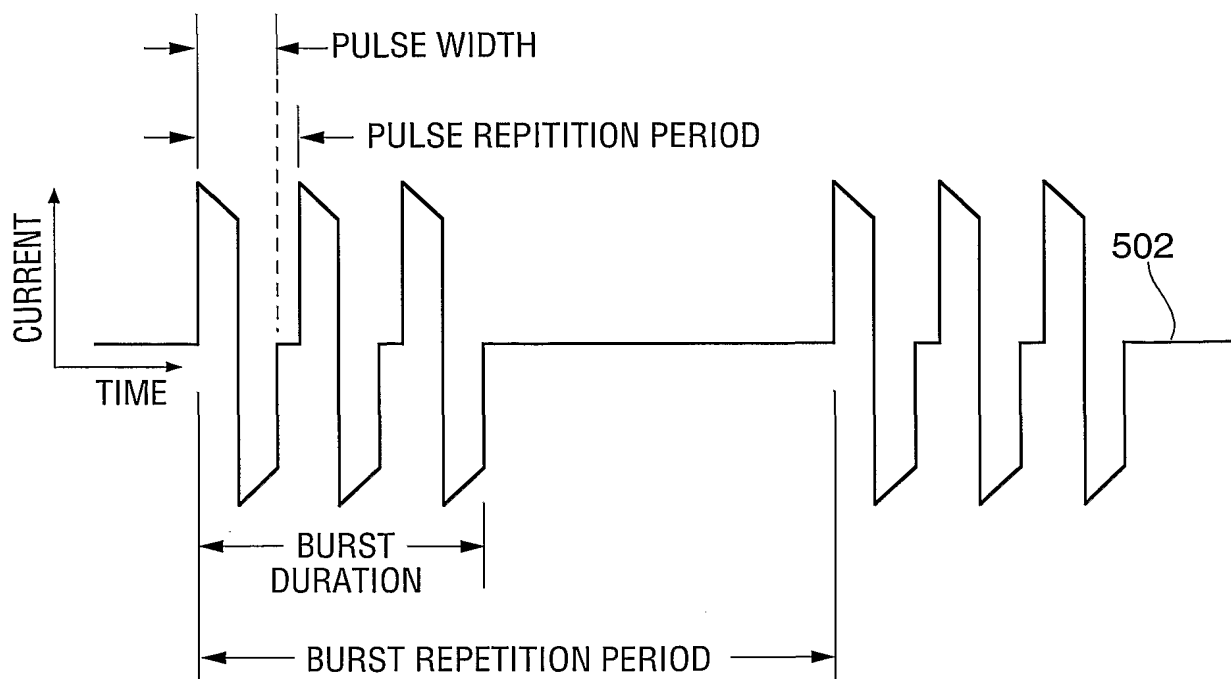 PULSE WIDTH
PULSE REPITITION PERIOD
CURRENT
502
TIME
BURST
DURATION
BURST REPETITION PERIOD